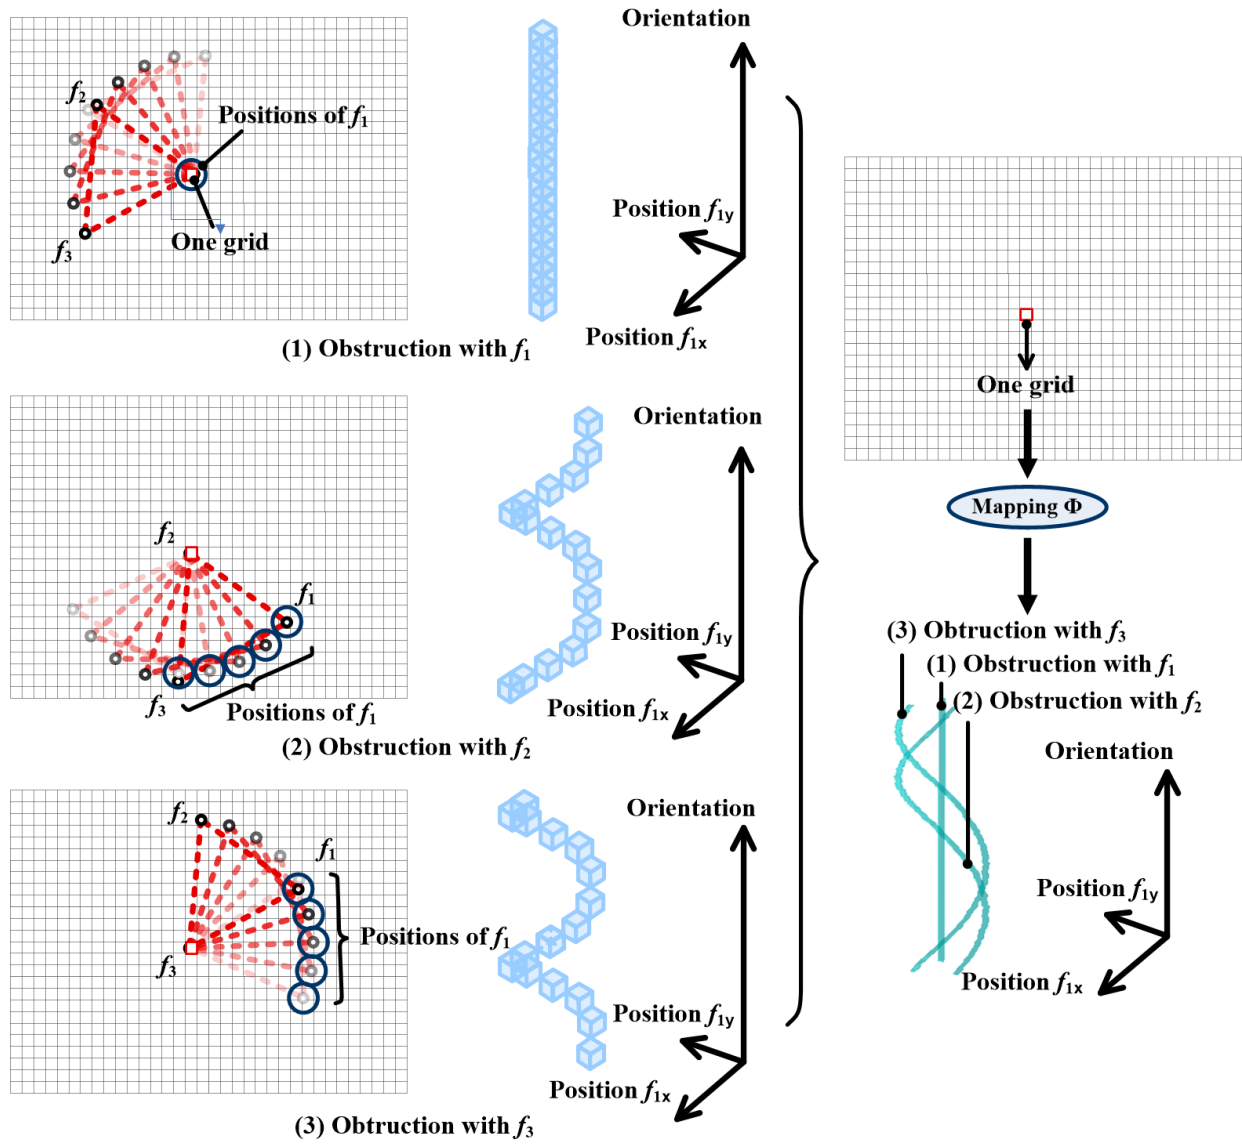 Orientation
f2
Positions of f1
Position f1y
f3
One grid
Position f1x
(1) Obstruction with f1
One grid
Orientation
Mapping Φ
f2
f1
Position f1y
f3
Positions of f1
Position f1x
(2) Obstruction with f2
(3) Obtruction with f3
(1) Obstruction with f1
(2) Obstruction with f2
Orientation
Orientation
f2
f1
Positions of f1
f3
Position f1y
Position f1x
(3) Obstruction with f3
Position f1y
Position f1x